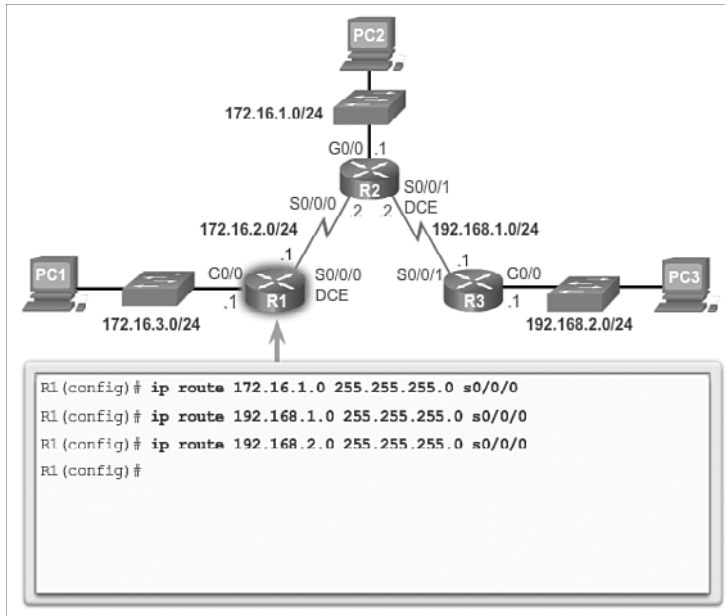 PC2
172.16.1.0/24
G0/0 .1
R2
S0/0/0
S0/0/1
DCE
.2 .2
172.16.2.0/24
192.168.1.0/24
.1
.1
PC1
C0/0
S0/0/0
DCE
S0/0/1
C0/0
PC3
.1
R1
R3
.1
172.16.3.0/24
192.168.2.0/24
R1(config)# ip route 172.16.1.0 255.255.255.0 s0/0/0
R1(config)# ip route 192.168.1.0 255.255.255.0 s0/0/0
R1(config)# ip route 192.168.2.0 255.255.255.0 s0/0/0
R1(config)#